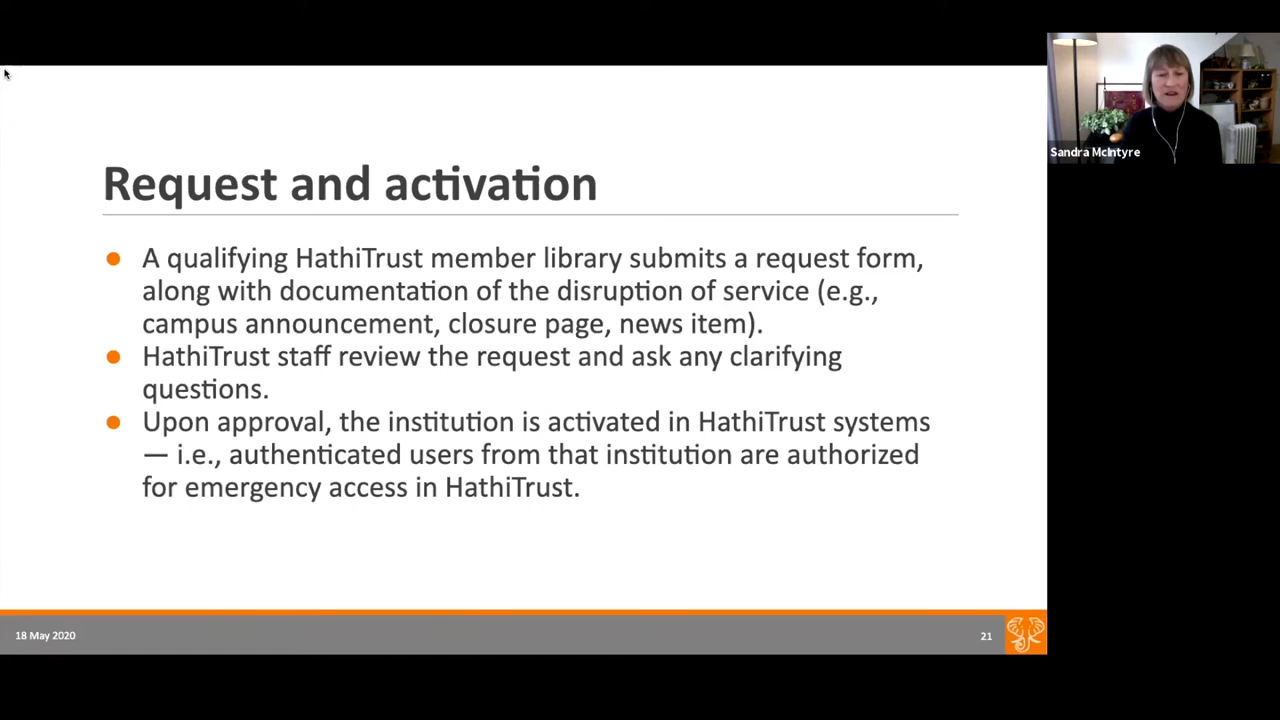 Sandra McIntyre
Request and activation
A qualifying HathiTrust member library submits a request form,
along with documentation of the disruption of service (e.g.,
campus announcement, closure page, news item).
HathiTrust staff review the request and ask any clarifying
questions.
Upon approval, the institution is activated in HathiTrust systems
— i.e., authenticated users from that institution are authorized
for emergency access in HathiTrust.
18 May 2020
21